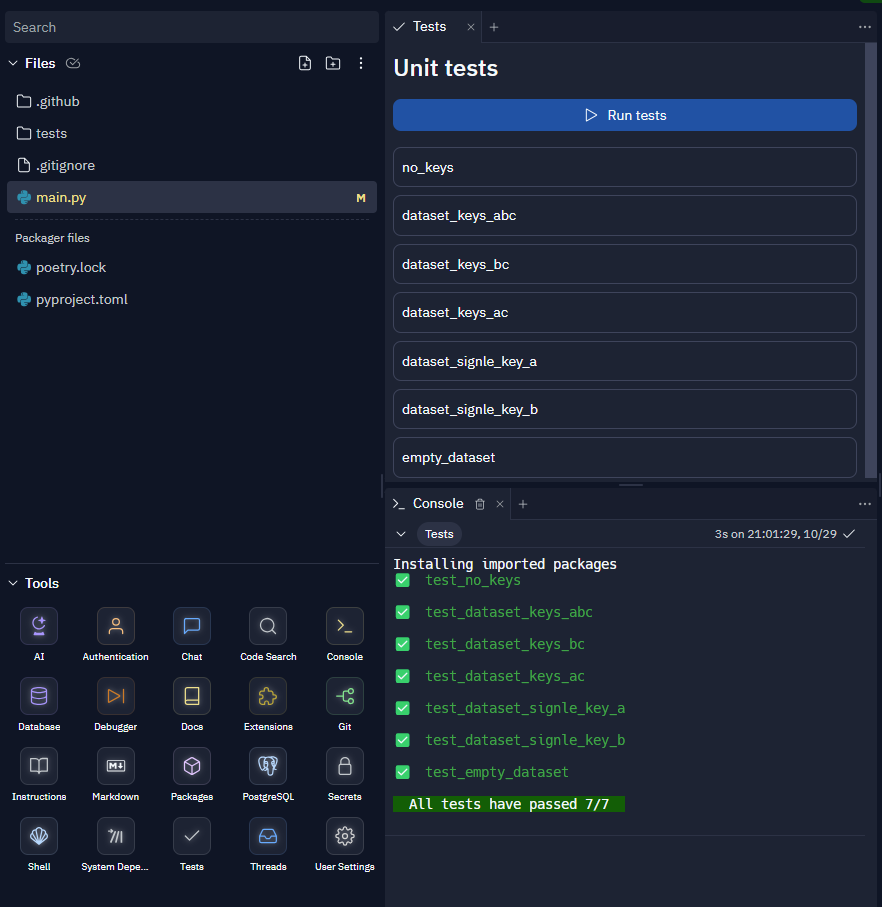 Search
Files
.github
tests
.gitignore
main.py M
Packager files
poetry.lock
pyproject.toml
Tools
AI Authentication Chat Code Search Console
Database Debugger Docs Extensions Git
Instructions Markdown Packages PostgreSQL Secrets
Shell System Depe... Tests Threads User Settings
Tests
Unit tests
Run tests
no_keys
dataset_keys_abc
dataset_keys_bc
dataset_keys_ac
dataset_signle_key_a
dataset_signle_key_b
empty_dataset
Console
Tests 3s on 21:01:29, 10/29
Installing imported packages
test_no_keys
test_dataset_keys_abc
test_dataset_keys_bc
test_dataset_keys_ac
test_dataset_signle_key_a
test_dataset_signle_key_b
test_empty_dataset
All tests have passed 7/7